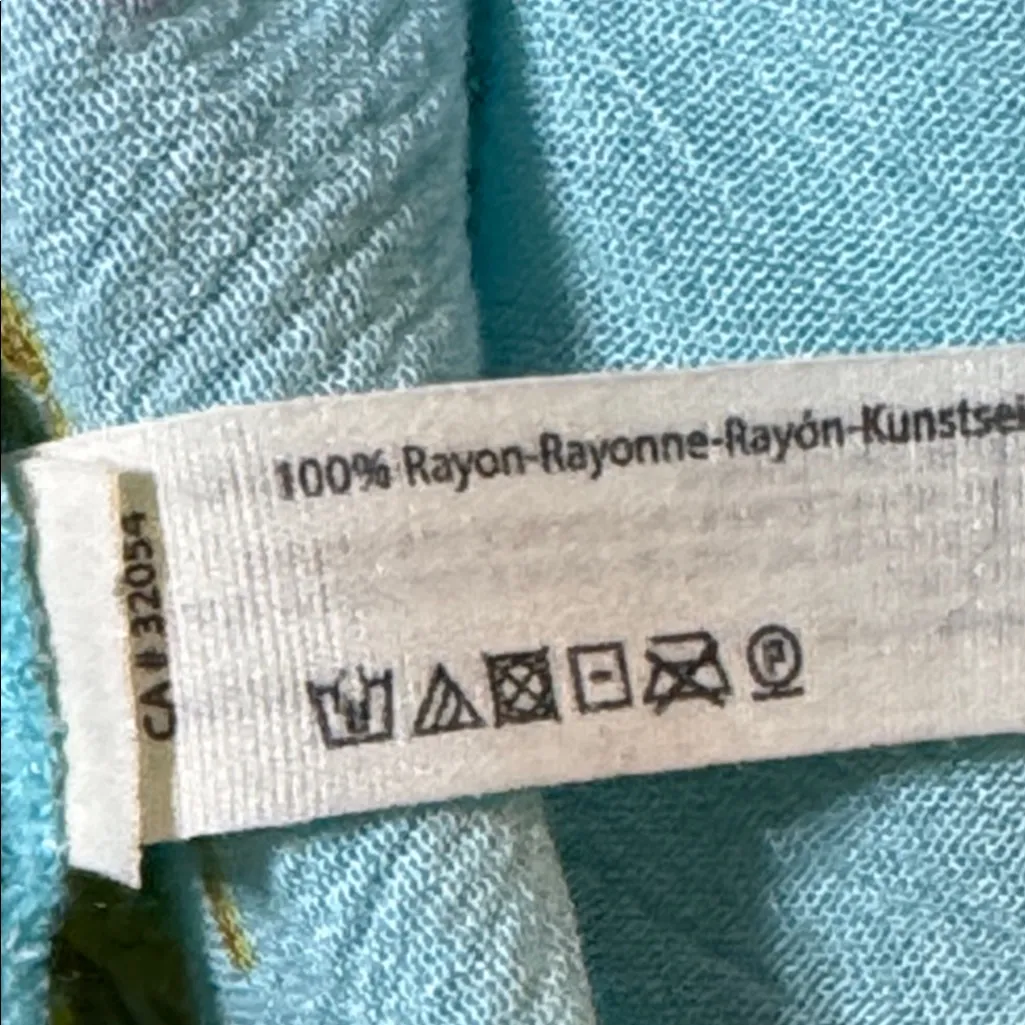 100% Rayon-Rayonne-Rayón-Kunstsei
CA # 32054
P